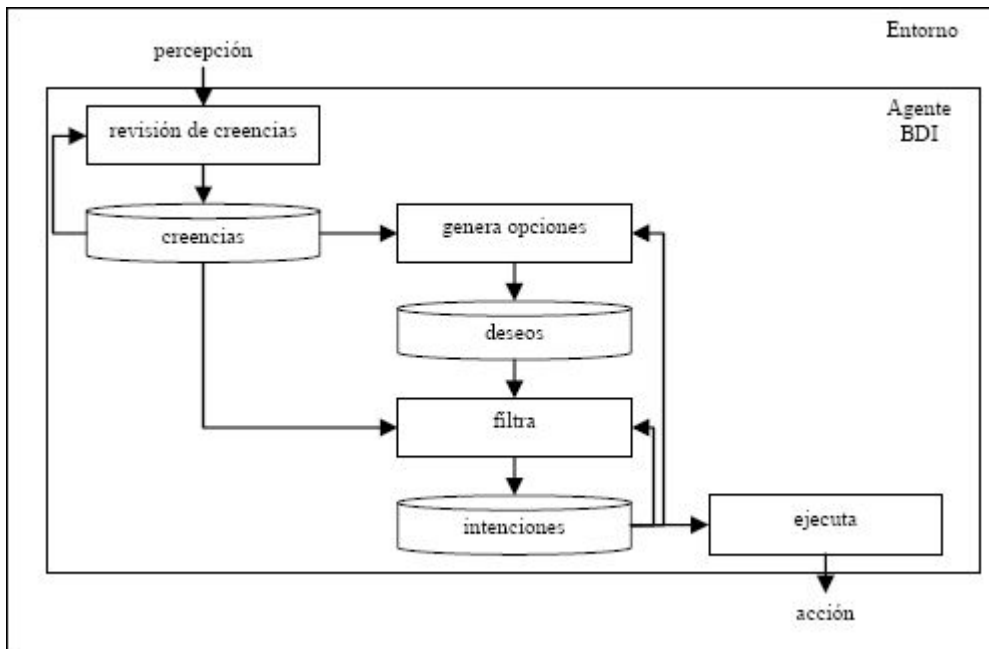 Entorno
percepción
Agente
BDI
revisión de creencias
creencias
genera opciones
deseos
filtra
intenciones
ejecuta
acción